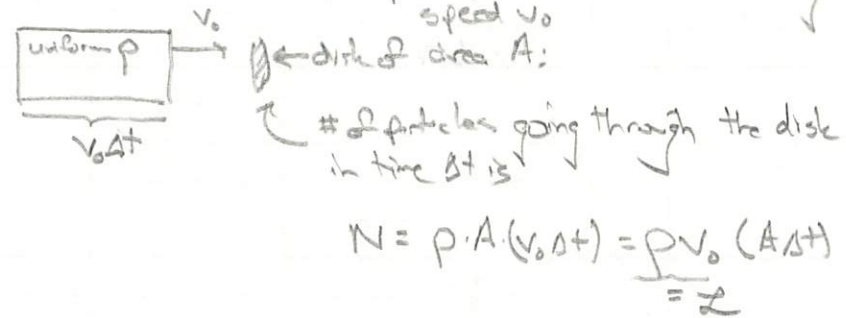 speed v₀
v₀
uniform ρ
← disk of area A:
# of particles going through the disk
v₀Δt
in time Δt is
N = ρ·A·(v₀Δt) = ρv₀ (AΔt)
= ℒ